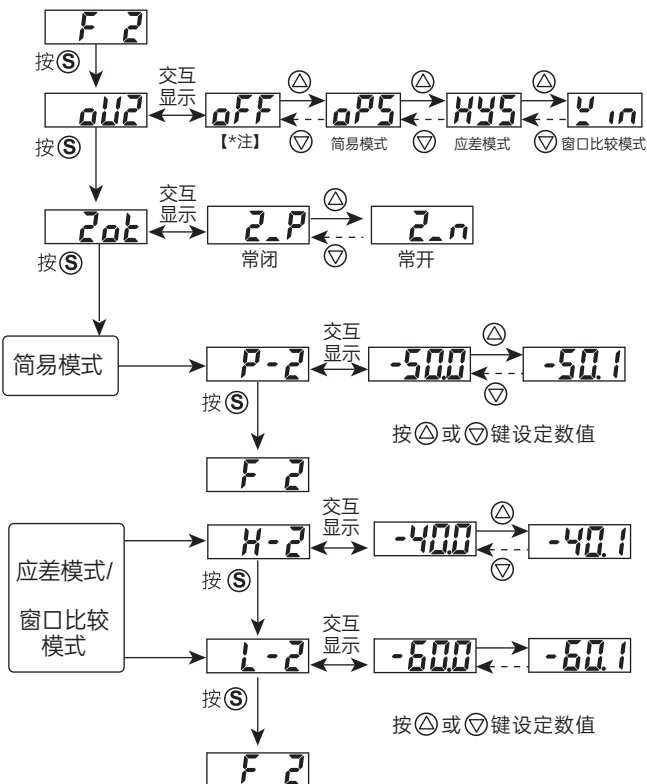 F 2
按Ⓢ
交互
显示
oU2 oFF oPS HYS Y in
【*注】 简易模式 应差模式 窗口比较模式
按Ⓢ
交互
显示
2ot 2_P 2_n
常闭 常开
按Ⓢ
交互
显示
简易模式 P-2 -50.0 -50.1
按Ⓢ
按△或▽键设定数值
F 2
交互
显示
H-2 -40.0 -40.1
应差模式/
窗口比较
模式
按Ⓢ
交互
显示
L-2 -60.0 -60.1
按Ⓢ
按△或▽键设定数值
F 2